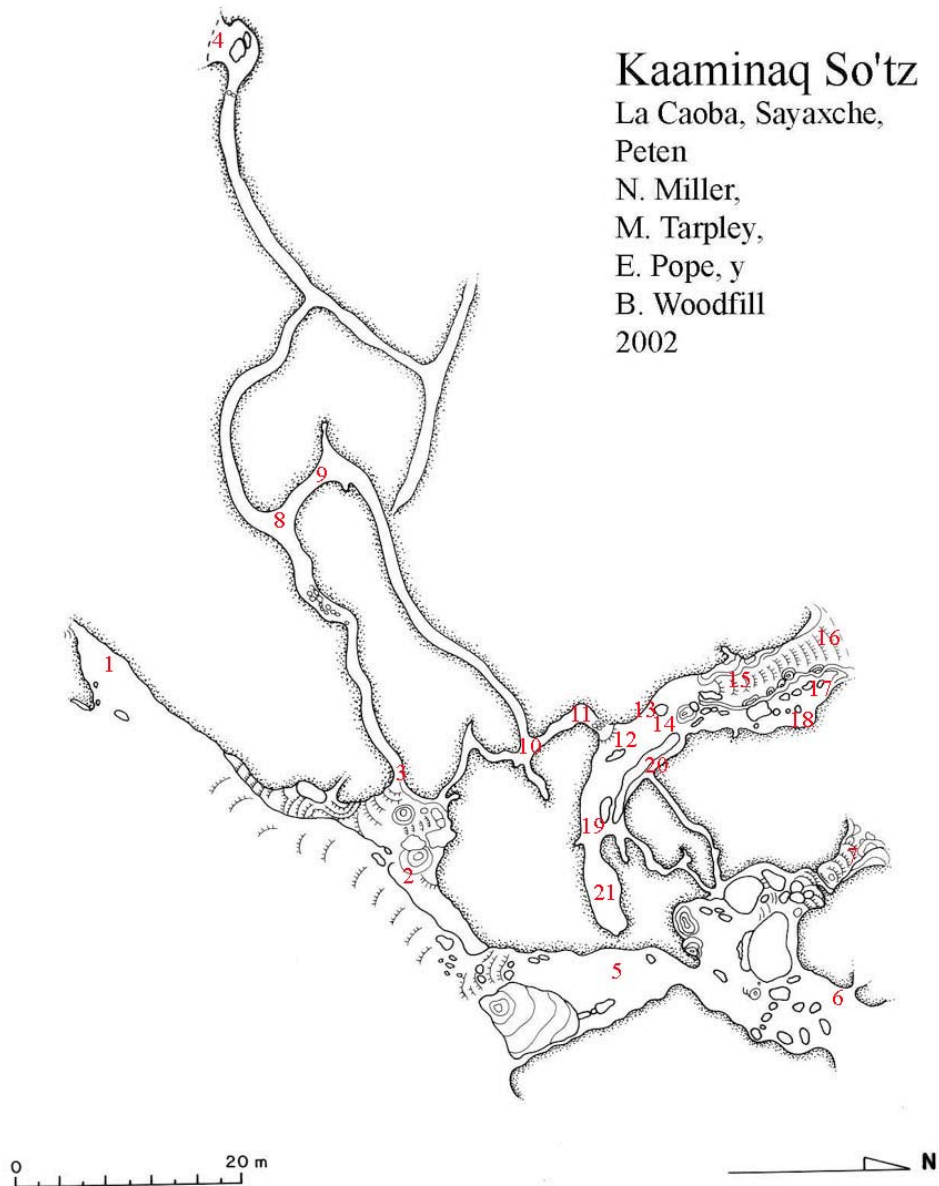 4
Kaaminaq So'tz
La Caoba, Sayaxche,
Peten
N. Miller,
M. Tarpley,
E. Pope, y
B. Woodfill
2002
9
8
1
16
15
17
11
13
18
14
10
12
20
3
19
7
2
21
5
6
0
20 m
N